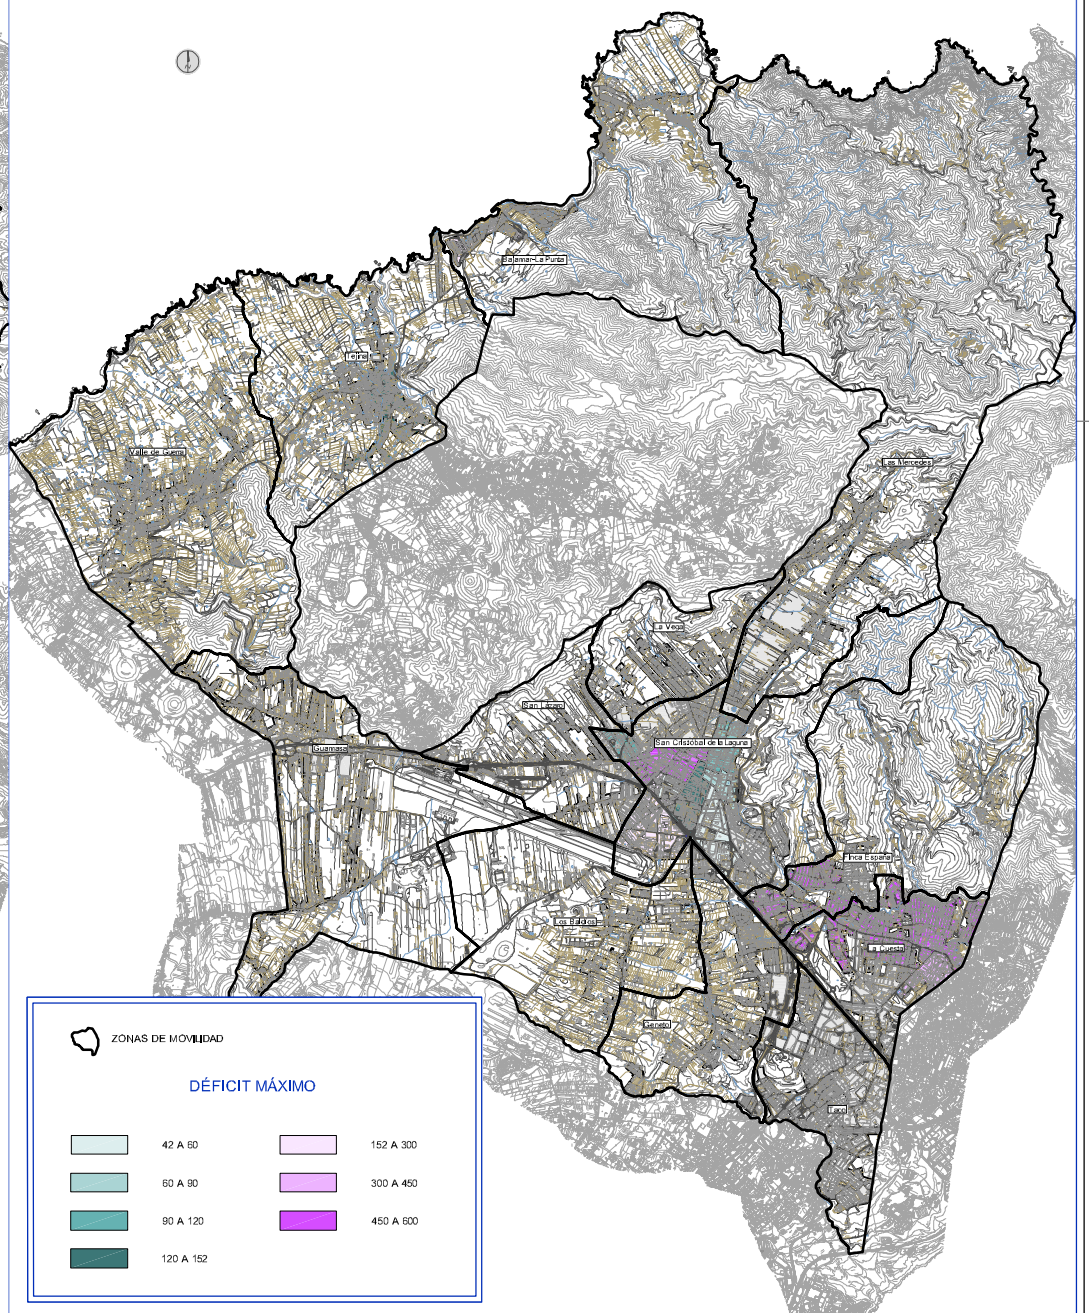 Bajamar-La Punta
Tejina
Valle de Guerra
Las Mercedes
La Vega
San Lázaro
San Cristóbal de la Laguna
Guamasa
Finca España
Los Baldíos
La Cuesta
Geneto
Taco
ZONAS DE MOVILIDAD
DÉFICIT MÁXIMO
42 A 60
152 A 300
60 A 90
300 A 450
90 A 120
450 A 600
120 A 152